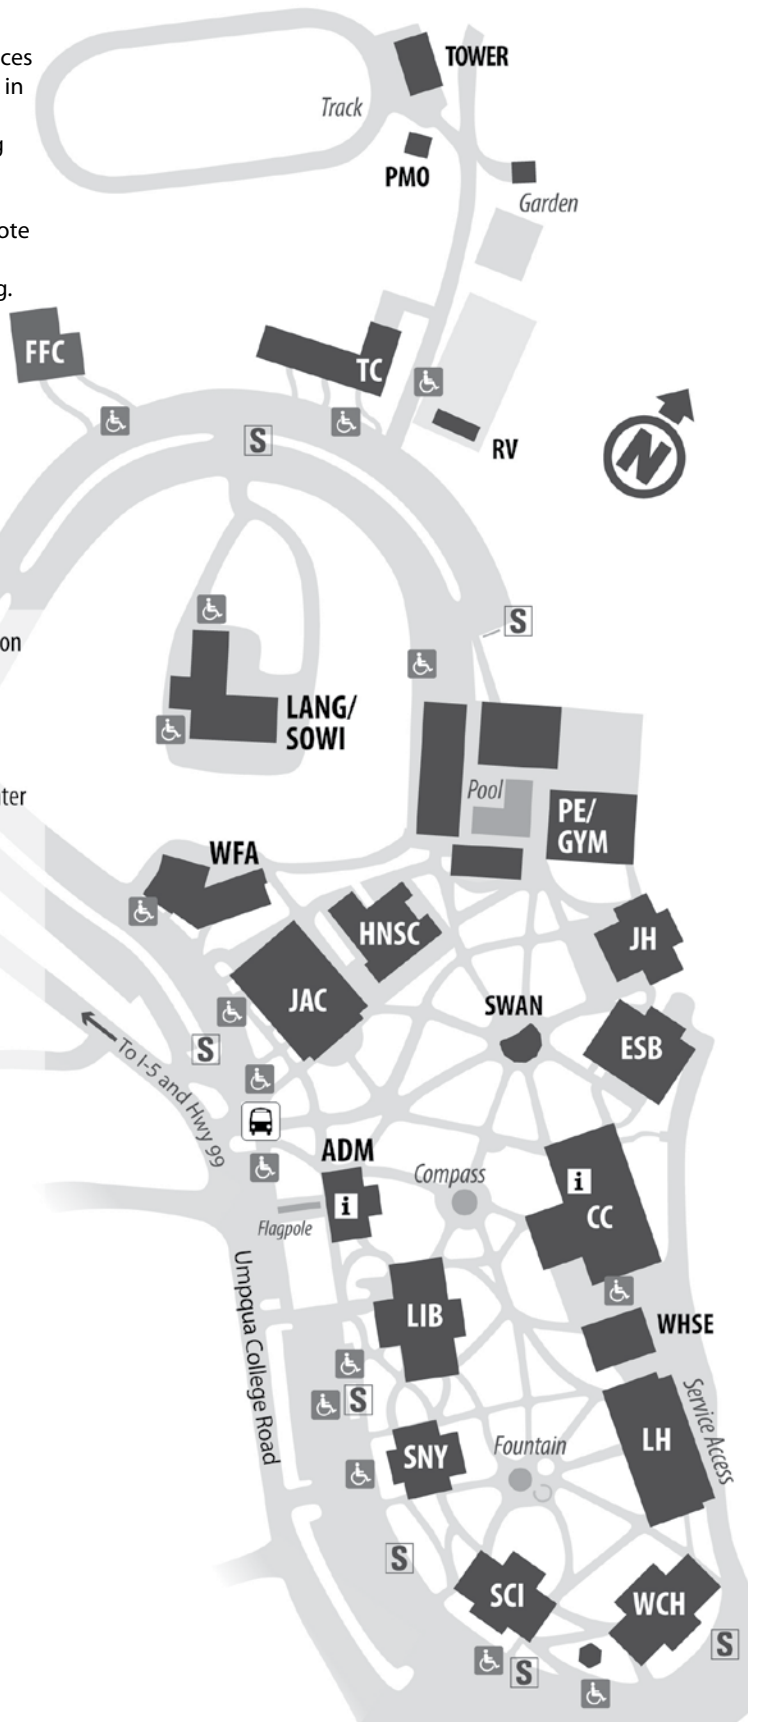 ces
in
TOWER
Track
g
PMO
Garden
ote
g.
FFC
TC
S
RV
N
S
on
LANG/
SOWI
ter
Pool
PE/
GYM
WFA
HNSC
JH
JAC
SWAN
ESB
S
To I-5 and Hwy 99
ADM
Compass
i
CC
i
Flagpole
Umpqua College Road
LIB
WHSE
S
Service Access
LH
SNY
Fountain
S
SCI
WCH
S
S